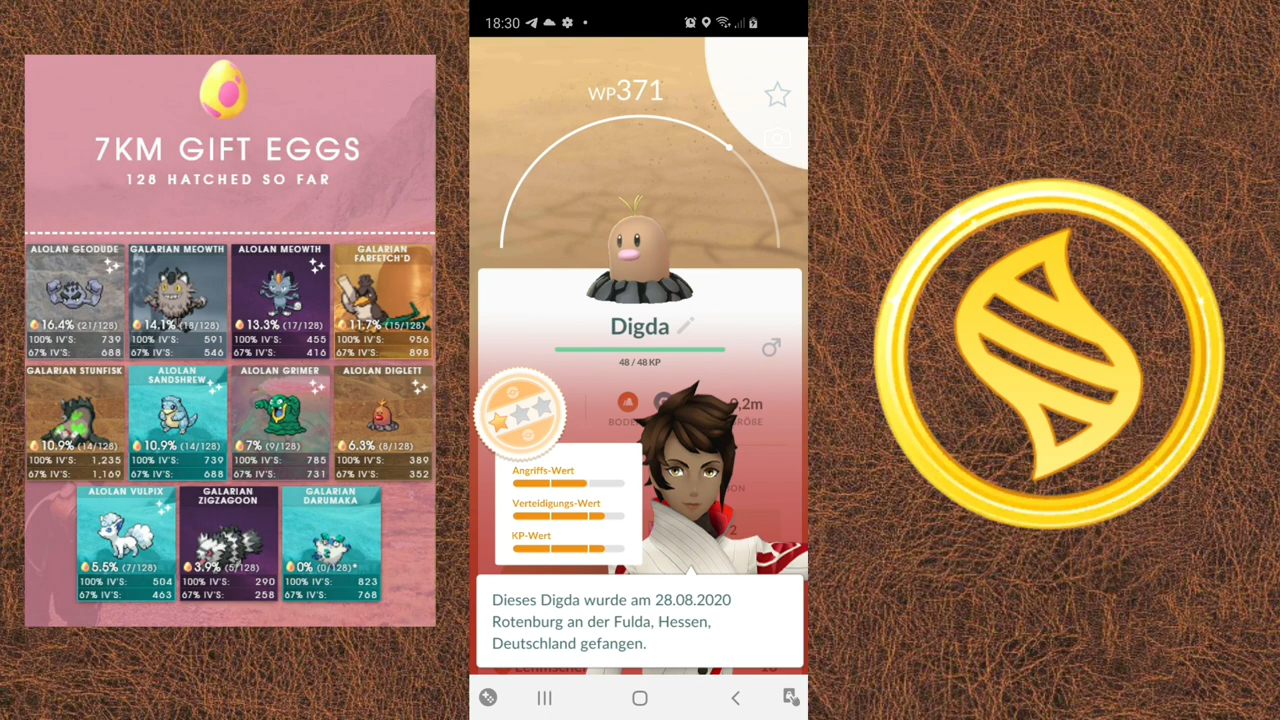 7KM GIFT EGGS
128 HATCHED SO FAR
ALOLAN GEODUDE
16.4% (21/128)
100% IV'S: 739
67% IV'S: 688
GALARIAN MEOWTH
14.1% (18/128)
100% IV'S: 591
67% IV'S: 546
ALOLAN MEOWTH
13.3% (17/128)
100% IV'S: 455
67% IV'S: 416
GALARIAN
FARFETCH'D
11.7% (15/128)
100% IV'S: 956
67% IV'S: 898
GALARIAN STUNFISK
10.9% (14/128)
100% IV'S: 1,235
67% IV'S: 1,169
ALOLAN
SANDSHREW
10.9% (14/128)
100% IV'S: 739
67% IV'S: 688
ALOLAN GRIMER
7% (9/128)
100% IV'S: 785
67% IV'S: 731
ALOLAN DIGLETT
6.3% (8/128)
100% IV'S: 389
67% IV'S: 352
ALOLAN VULPIX
5.5% (7/128)
100% IV'S: 504
67% IV'S: 463
GALARIAN
ZIGZAGOON
3.9% (5/128)
100% IV'S: 290
67% IV'S: 258
GALARIAN
DARUMAKA
0% (0/128)*
100% IV'S: 823
67% IV'S: 768
18:30
WP371
Digda
48 / 48 KP
Angriffs-Wert
Verteidigungs-Wert
KP-Wert
Dieses Digda wurde am 28.08.2020
Rotenburg an der Fulda, Hessen,
Deutschland gefangen.